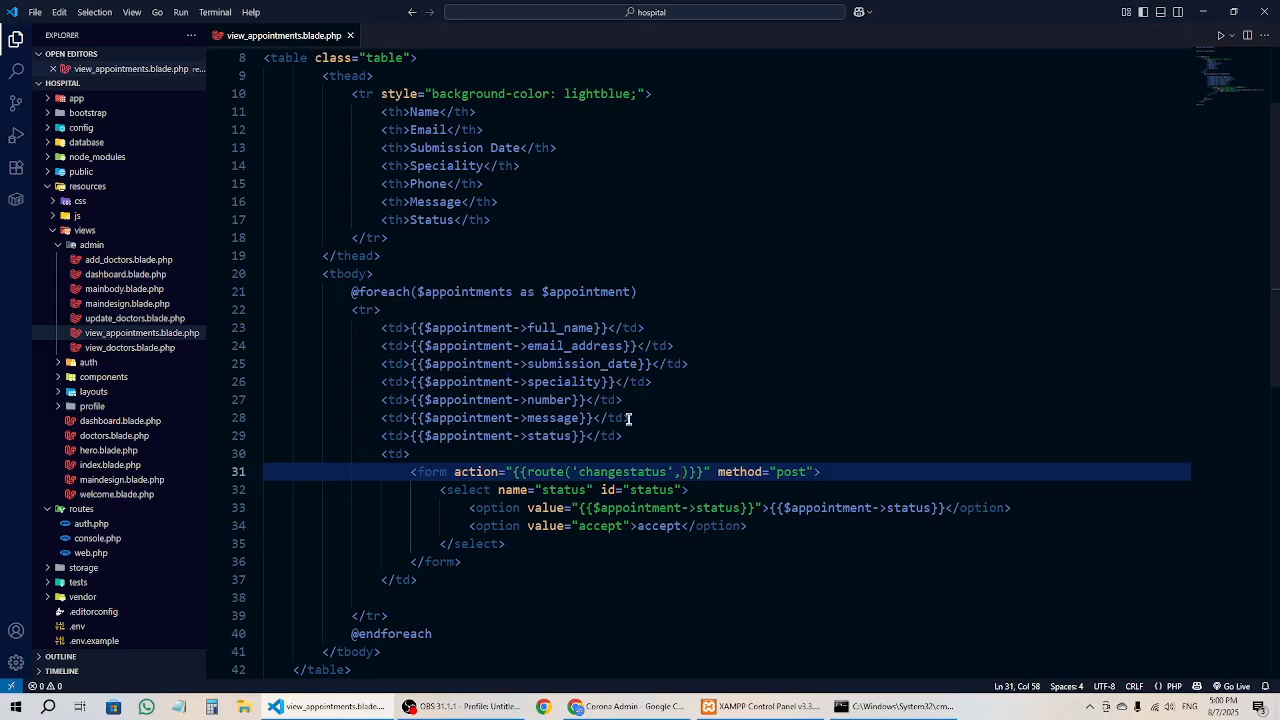 File Edit Selection View Go Run Terminal Help
hospital
EXPLORER
view_appointments.blade.php
OPEN EDITORS
view_appointments.blade.php re...
HOSPITAL
app
bootstrap
config
database
node_modules
public
resources
css
js
views
admin
add_doctors.blade.php
dashboard.blade.php
mainbody.blade.php
maindesign.blade.php
update_doctors.blade.php
view_appointments.blade.php
view_doctors.blade.php
auth
components
layouts
profile
dashboard.blade.php
doctors.blade.php
hero.blade.php
index.blade.php
integrate.blade.php
welcome.blade.php
routes
auth.php
console.php
web.php
storage
tests
vendor
.editorconfig
.env
.env.example
OUTLINE
TIMELINE
8 <table class="table">
9 <thead>
10 <tr style="background-color: lightblue;">
11 <th>Name</th>
12 <th>Email</th>
13 <th>Submission Date</th>
14 <th>Speciality</th>
15 <th>Phone</th>
16 <th>Message</th>
17 <th>Status</th>
18 </tr>
19 </thead>
20 <tbody>
21 @foreach($appointments as $appointment)
22 <tr>
23 <td>{{$appointment->full_name}}</td>
24 <td>{{$appointment->email_address}}</td>
25 <td>{{$appointment->submission_date}}</td>
26 <td>{{$appointment->speciality}}</td>
27 <td>{{$appointment->number}}</td>
28 <td>{{$appointment->message}}</td>
29 <td>{{$appointment->status}}</td>
30 <td>
31 <form action="{{route('changestatus',)}}" method="post">
32 <select name="status" id="status">
33 <option value="{{$appointment->status}}">{{$appointment->status}}</option>
34 <option value="accept">accept</option>
35 </select>
36 </form>
37 </td>
38
39 </tr>
40 @endforeach
41 </tbody>
42 </table>
0 0 Ln 31, Col 58 Spaces: 4 UTF-8 CRLF PHP Go Live
view_appointments.bl... OBS 31.1.1 - Profile: Untitl... Corona Admin - Google C... XAMPP Control Panel v3.... C:\Windows\System32\cm...
5:00 PM
8/7/2025